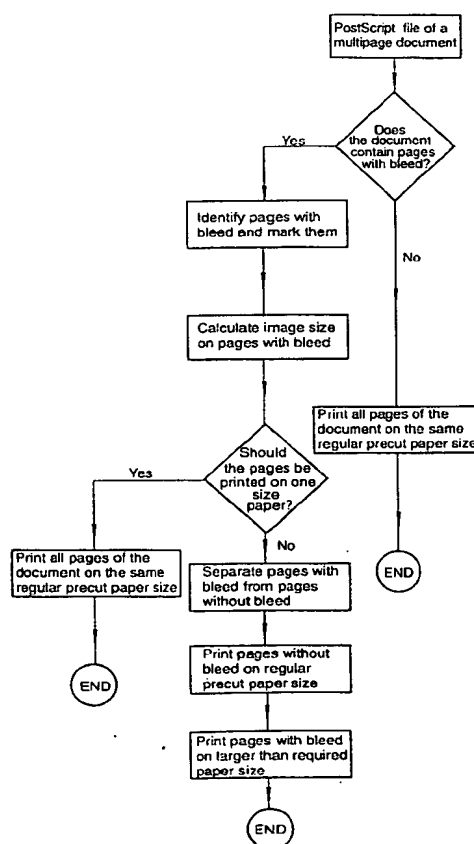 PostScript file of a
multipage document
Does
the document
contain pages
with bleed?
Yes
Identify pages with
bleed and mark them
No
Calculate image size
on pages with bleed
Print all pages of the
document on the same
regular precut paper size
Should
the pages be
printed on one
size
paper?
Yes
No
END
Print all pages of the
document on the same
regular precut paper size
Separate pages with
bleed from pages
without bleed
Print pages without
bleed on regular
precut paper size
END
Print pages with bleed
on larger than required
paper size
END